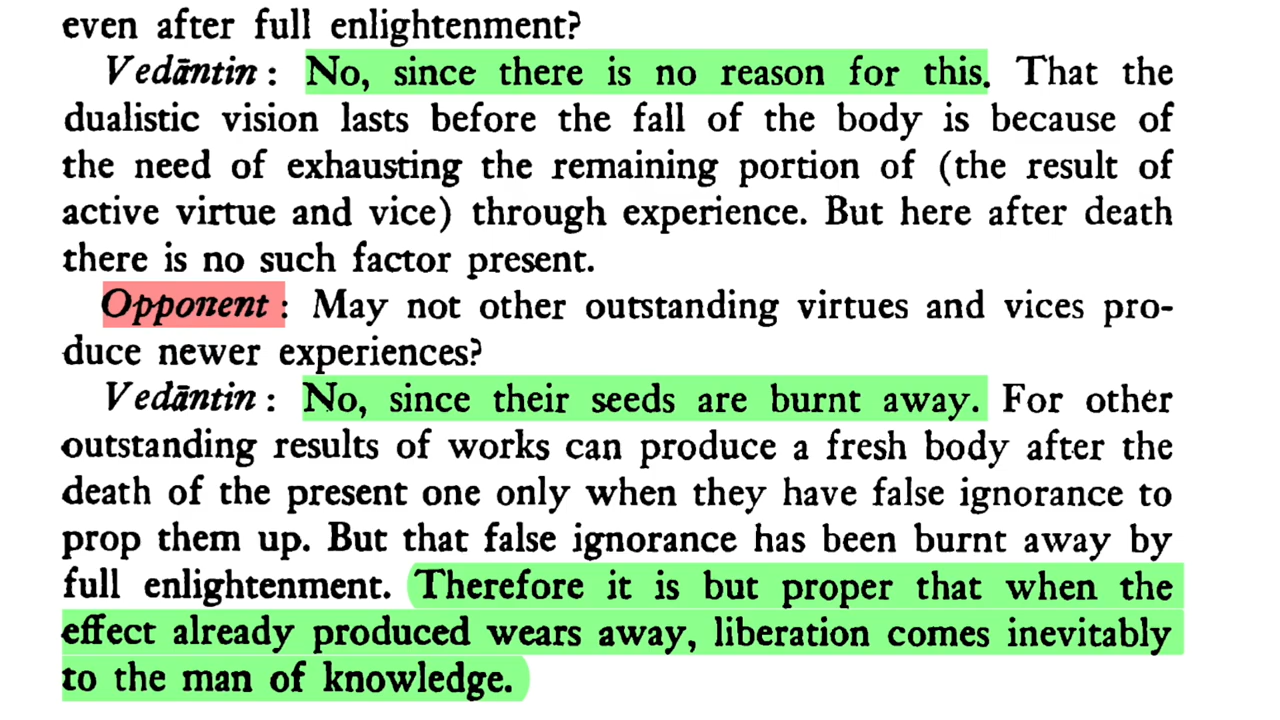 even after full enlightenment?
Vedāntin : No, since there is no reason for this. That the
dualistic vision lasts before the fall of the body is because of
the need of exhausting the remaining portion of (the result of
active virtue and vice) through experience. But here after death
there is no such factor present.
Opponent : May not other outstanding virtues and vices pro-
duce newer experiences?
Vedāntin : No, since their seeds are burnt away. For other
outstanding results of works can produce a fresh body after the
death of the present one only when they have false ignorance to
prop them up. But that false ignorance has been burnt away by
full enlightenment. Therefore it is but proper that when the
effect already produced wears away, liberation comes inevitably
to the man of knowledge.